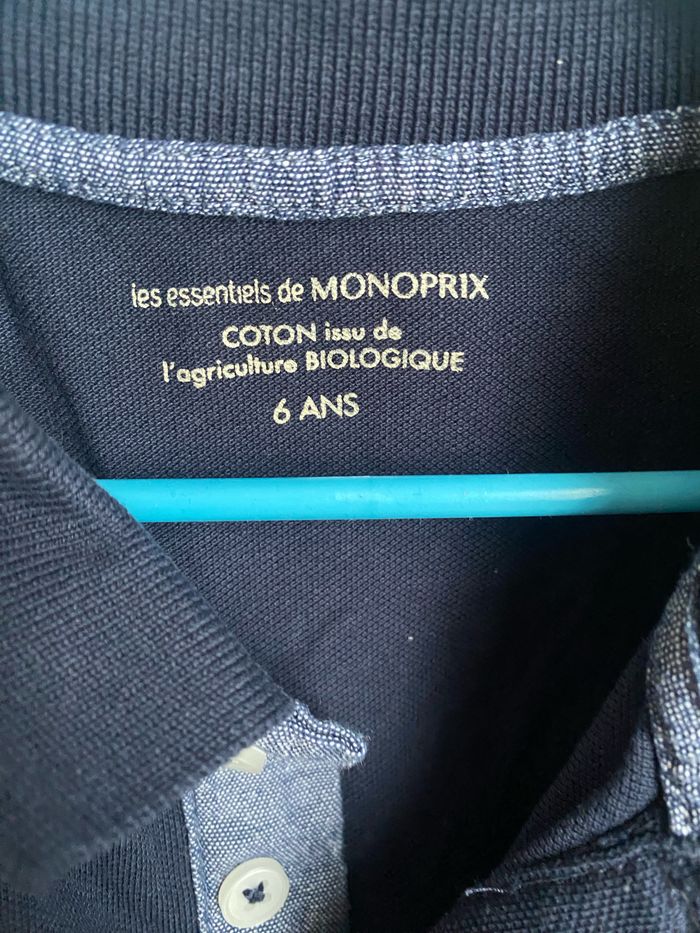 les essentiels de MONOPRIX
COTON issu de
l'agriculture BIOLOGIQUE
6 ANS